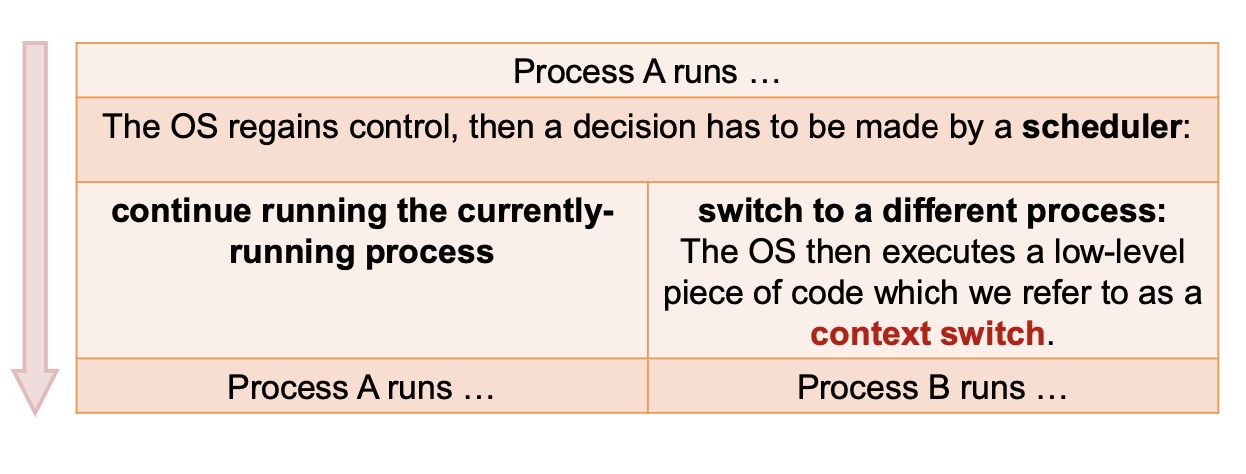 Process A runs …
The OS regains control, then a decision has to be made by a scheduler:
continue running the currently-
running process
switch to a different process:
The OS then executes a low-level
piece of code which we refer to as a
context switch.
Process A runs …
Process B runs …